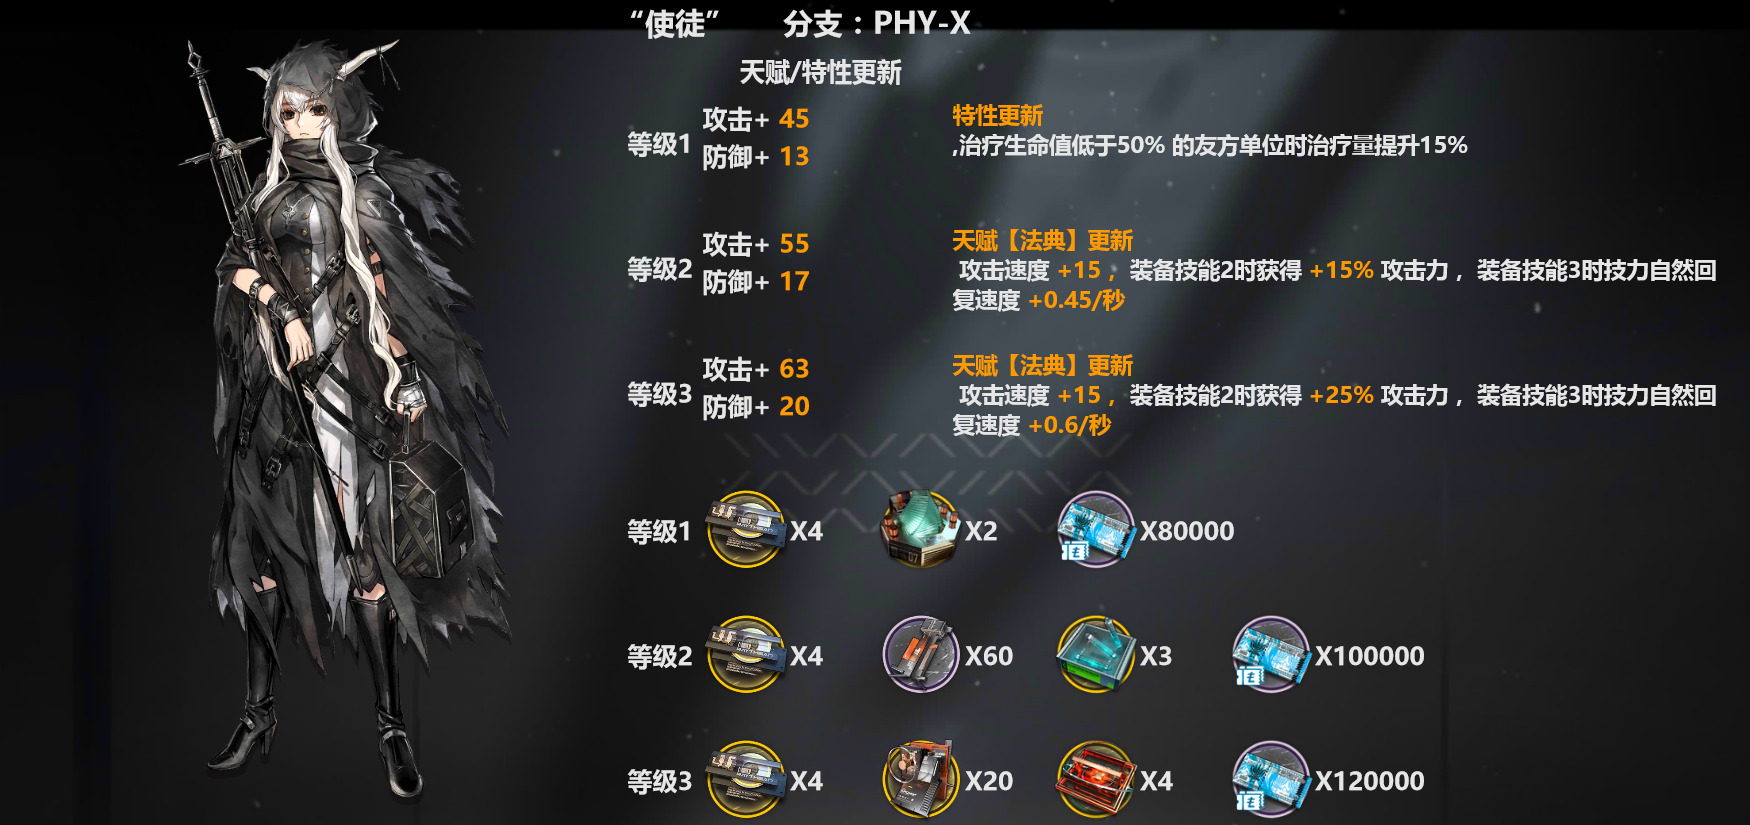 “使徒” 分支：PHY-X
天赋/特性更新
等级1
攻击+ 45
防御+ 13
特性更新
,治疗生命值低于50% 的友方单位时治疗量提升15%
等级2
攻击+ 55
防御+ 17
天赋【法典】更新
攻击速度 +15 ，装备技能2时获得 +15% 攻击力 ，装备技能3时技力自然回
复速度 +0.45/秒
等级3
攻击+ 63
防御+ 20
天赋【法典】更新
攻击速度 +15 ，装备技能2时获得 +25% 攻击力 ，装备技能3时技力自然回
复速度 +0.6/秒
等级1 X4 X2 X80000
等级2 X4 X60 X3 X100000
等级3 X4 X20 X4 X120000